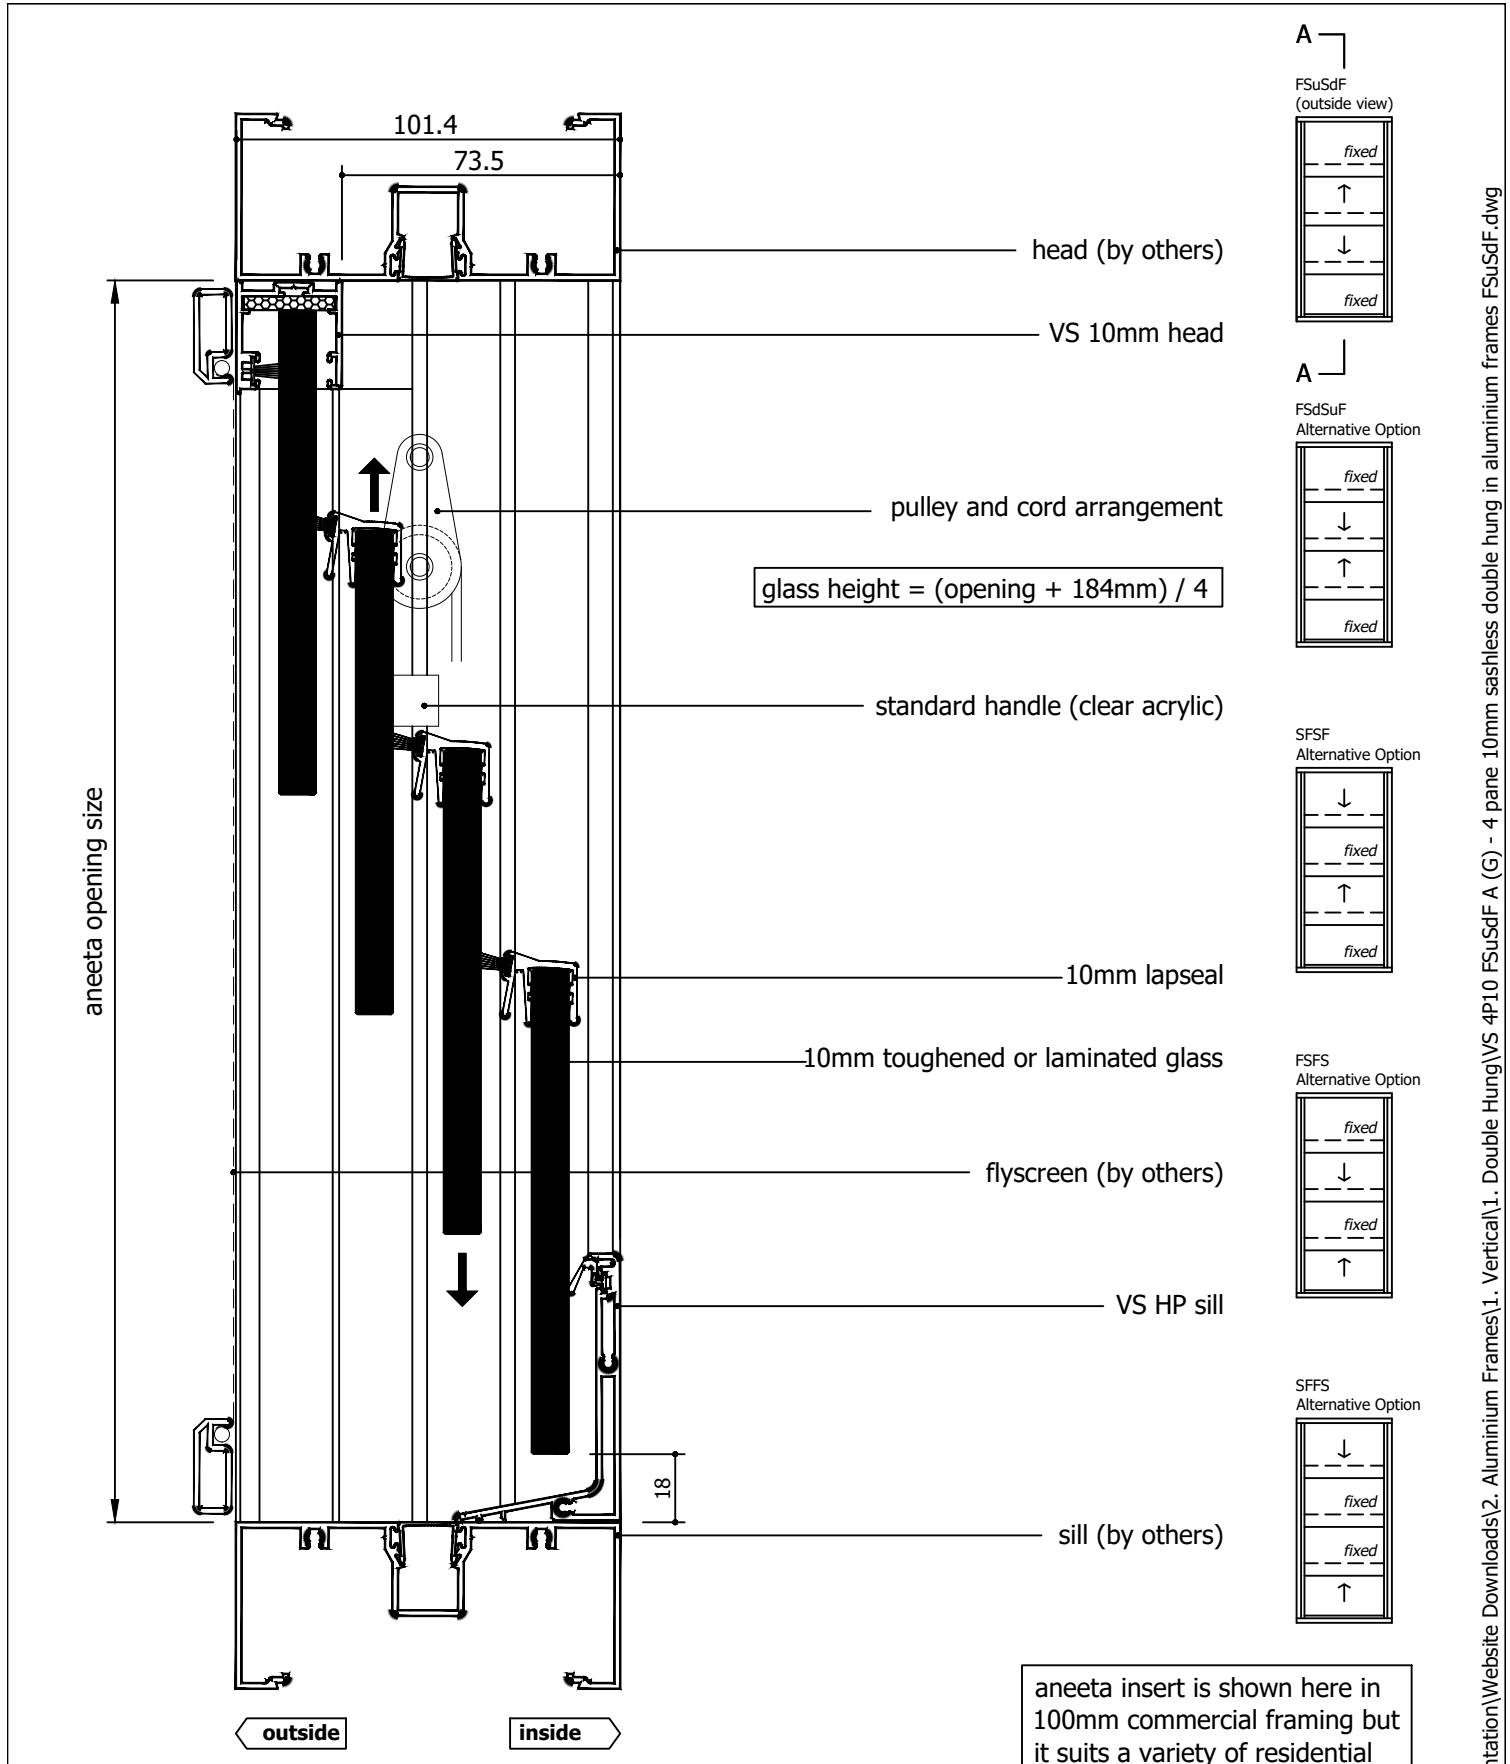 101.4
73.5
head (by others)
VS 10mm head
pulley and cord arrangement
glass height = (opening + 184mm) / 4
standard handle (clear acrylic)
aneeta opening size
10mm lapseal
10mm toughened or laminated glass
flyscreen (by others)
VS HP sill
18
sill (by others)
outside
inside
aneeta insert is shown here in
100mm commercial framing but
it suits a variety of residential
A
FSuSdF
(outside view)
fixed
fixed
A
FSdSuF
Alternative Option
fixed
fixed
SFSF
Alternative Option
fixed
fixed
FSFS
Alternative Option
fixed
fixed
SFFS
Alternative Option
fixed
fixed
tation\Website Downloads\2. Aluminium Frames\1. Vertical\1. Double Hung\VS 4P10 FSuSdF A (G) - 4 pane 10mm sashless double hung in aluminium frames FSuSdF.dwg